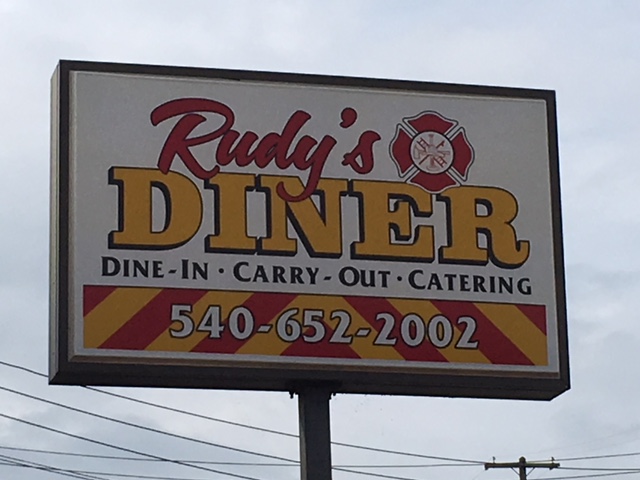 Rudy's
DINER
DINE-IN · CARRY-OUT · CATERING
540-652-2002